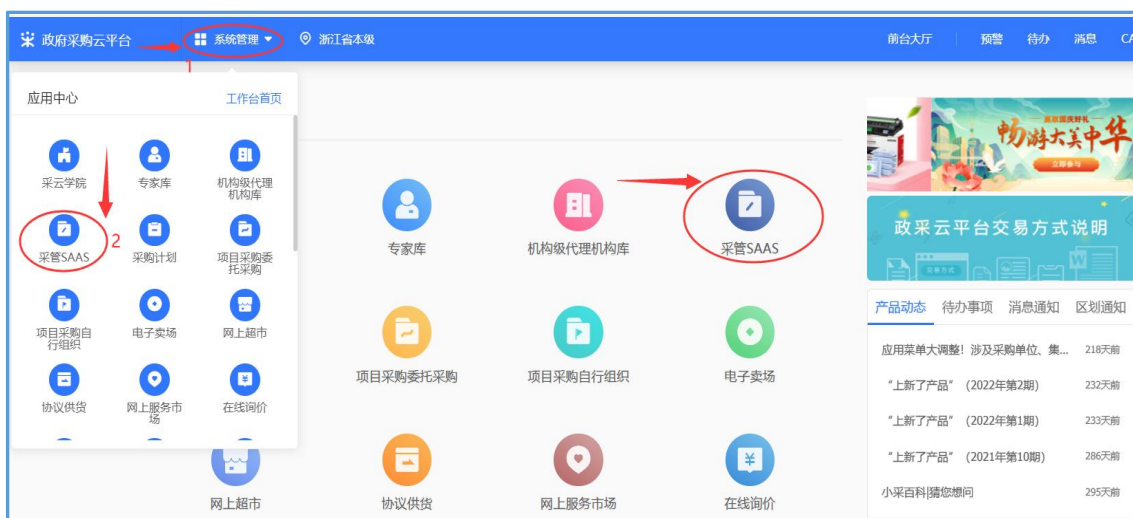 政府采购云平台
系统管理
浙江省本级
前台大厅
预警
待办
消息
CA
1
应用中心
工作台首页
采云学院
专家库
机构级代理
机构库
采管SAAS
2
采购计划
项目采购委
托采购
项目采购自
行组织
电子卖场
网上超市
协议供货
网上服务市
场
在线询价
专家库
机构级代理机构库
采管SAAS
项目采购委托采购
项目采购自行组织
电子卖场
网上超市
协议供货
网上服务市场
在线询价
畅游大美中华
立即参与
政采云平台交易方式说明
交易方式
产品动态
待办事项
消息通知
区划通知
应用菜单大调整！涉及采购单位、集...
218天前
“上新了产品”（2022年第2期）
232天前
“上新了产品”（2022年第1期）
233天前
“上新了产品”（2021年第10期）
286天前
小采百科|猜您想问
295天前